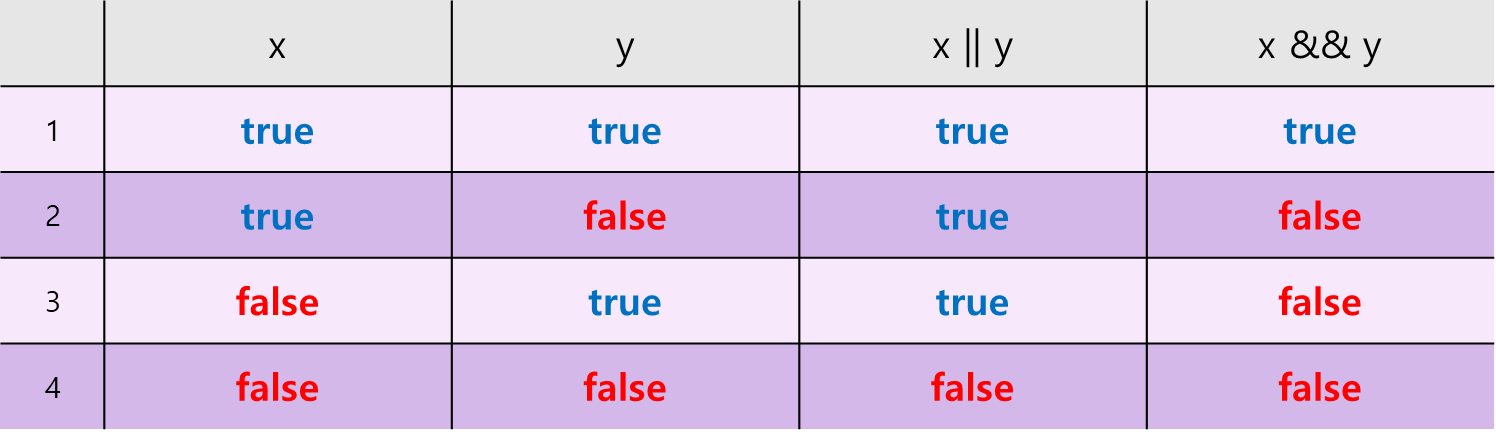 x y x || y x && y
1 true true true true
2 true false true false
3 false true true false
4 false false false false